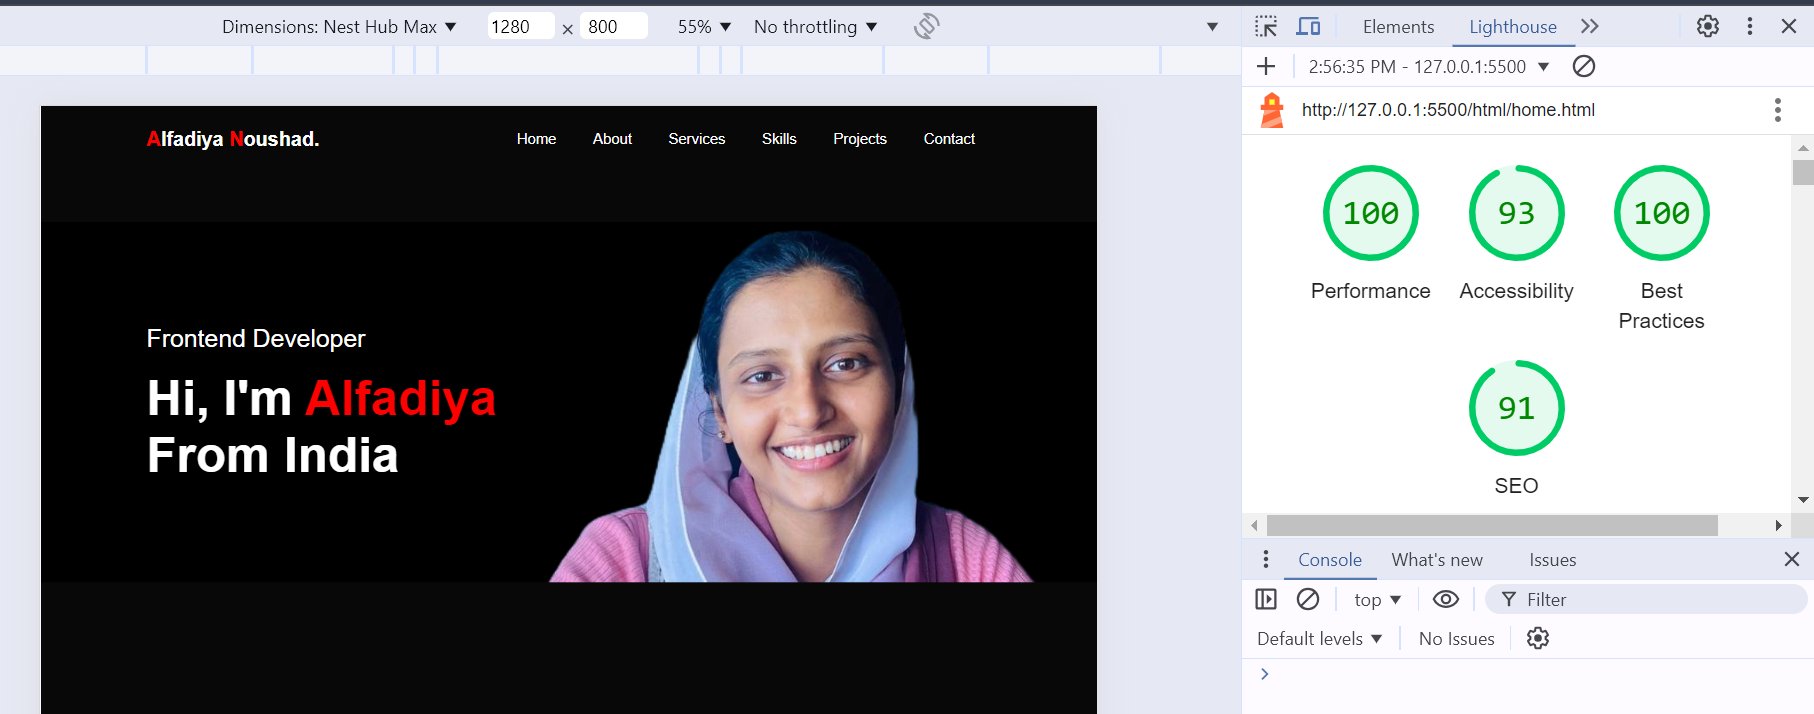 Dimensions: Nest Hub Max ▼ 1280 × 800 55% ▼ No throttling ▼
Elements Lighthouse
2:56:35 PM - 127.0.0.1:5500 ▼
http://127.0.0.1:5500/html/home.html
Alfadiya Noushad. Home About Services Skills Projects Contact
Frontend Developer
Hi, I'm Alfadiya
From India
100 93 100
Performance Accessibility Best
Practices
91
SEO
Console What's new Issues
top ▼ Filter
Default levels ▼ No Issues